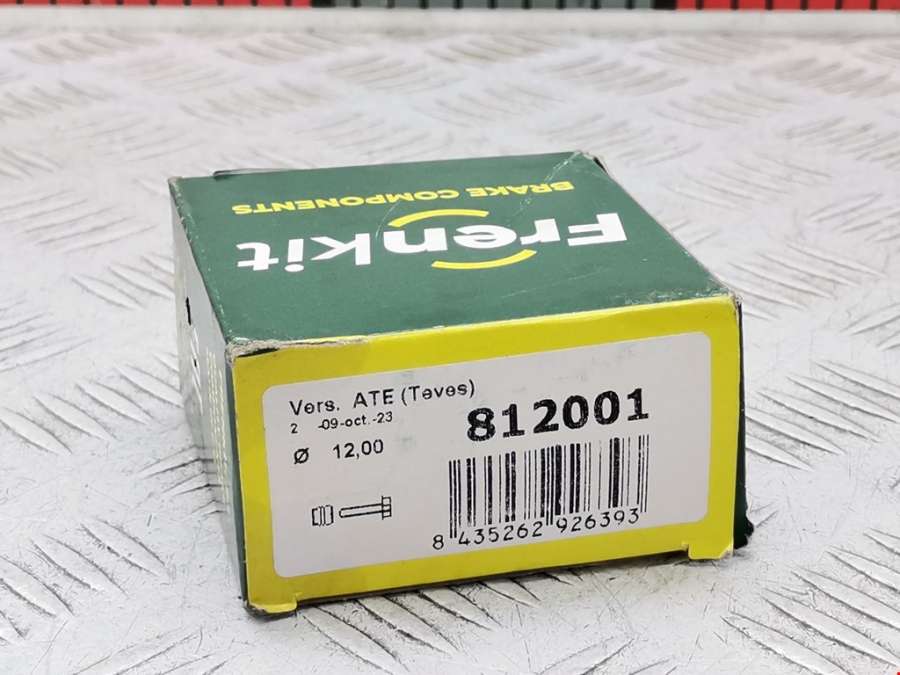 Frenkit
BRAKE COMPONENTS
Vers. ATE (Teves)
2 -09-oct.-23
812001
Ø 12,00
8 435262 926393